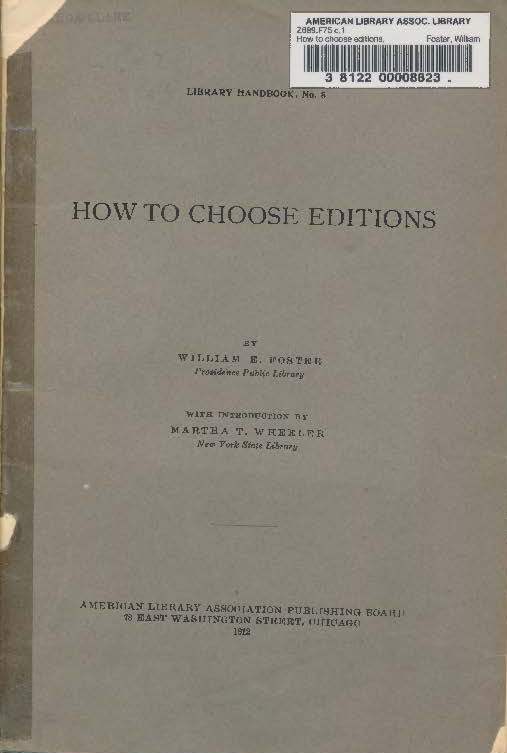 AMERICAN LIBRARY ASSOC. LIBRARY
Z689.F75 c.1
How to choose editions. Foster, William
3 8122 00008623 .
LIBRARY HANDBOOK, No. 8
HOW TO CHOOSE EDITIONS
BY
WILLIAM E. FOSTER
Providence Public Library
WITH INTRODUCTION BY
MARTHA T. WHEELER
New York State Library
AMERICAN LIBRARY ASSOCIATION PUBLISHING BOARD
78 EAST WASHINGTON STREET, CHICAGO
1912